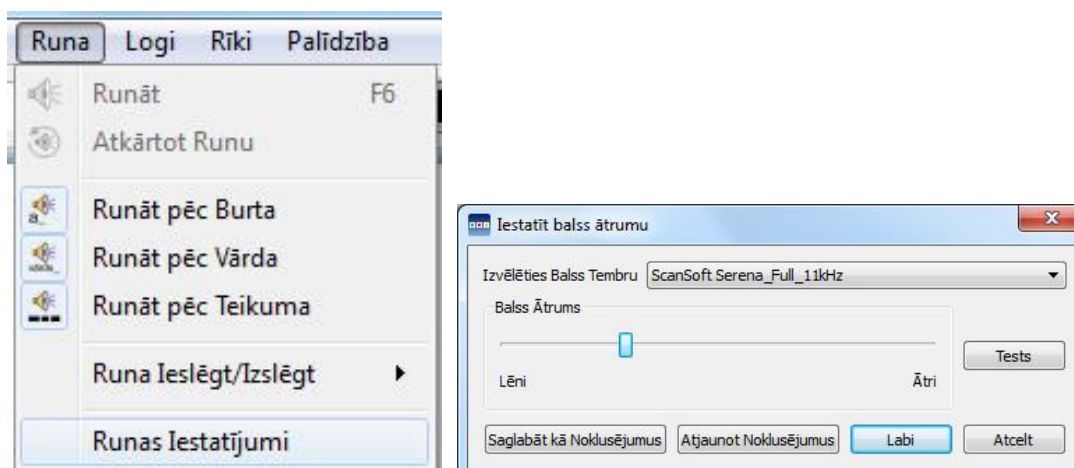 Runa Logi Rīki Palīdzība
Runāt F6
Atkārtot Runu
Runāt pēc Burta
Runāt pēc Vārda
Runāt pēc Teikuma
Runa Ieslēgt/Izslēgt
Runas Iestatījumi
Iestatīt balss ātrumu
Izvēlēties Balss Tembru ScanSoft Serena_Full_11kHz
Balss Ātrums
Tests
Lēni Ātri
Saglabāt kā Noklusējumus Atjaunot Noklusējumus Labi Atcelt